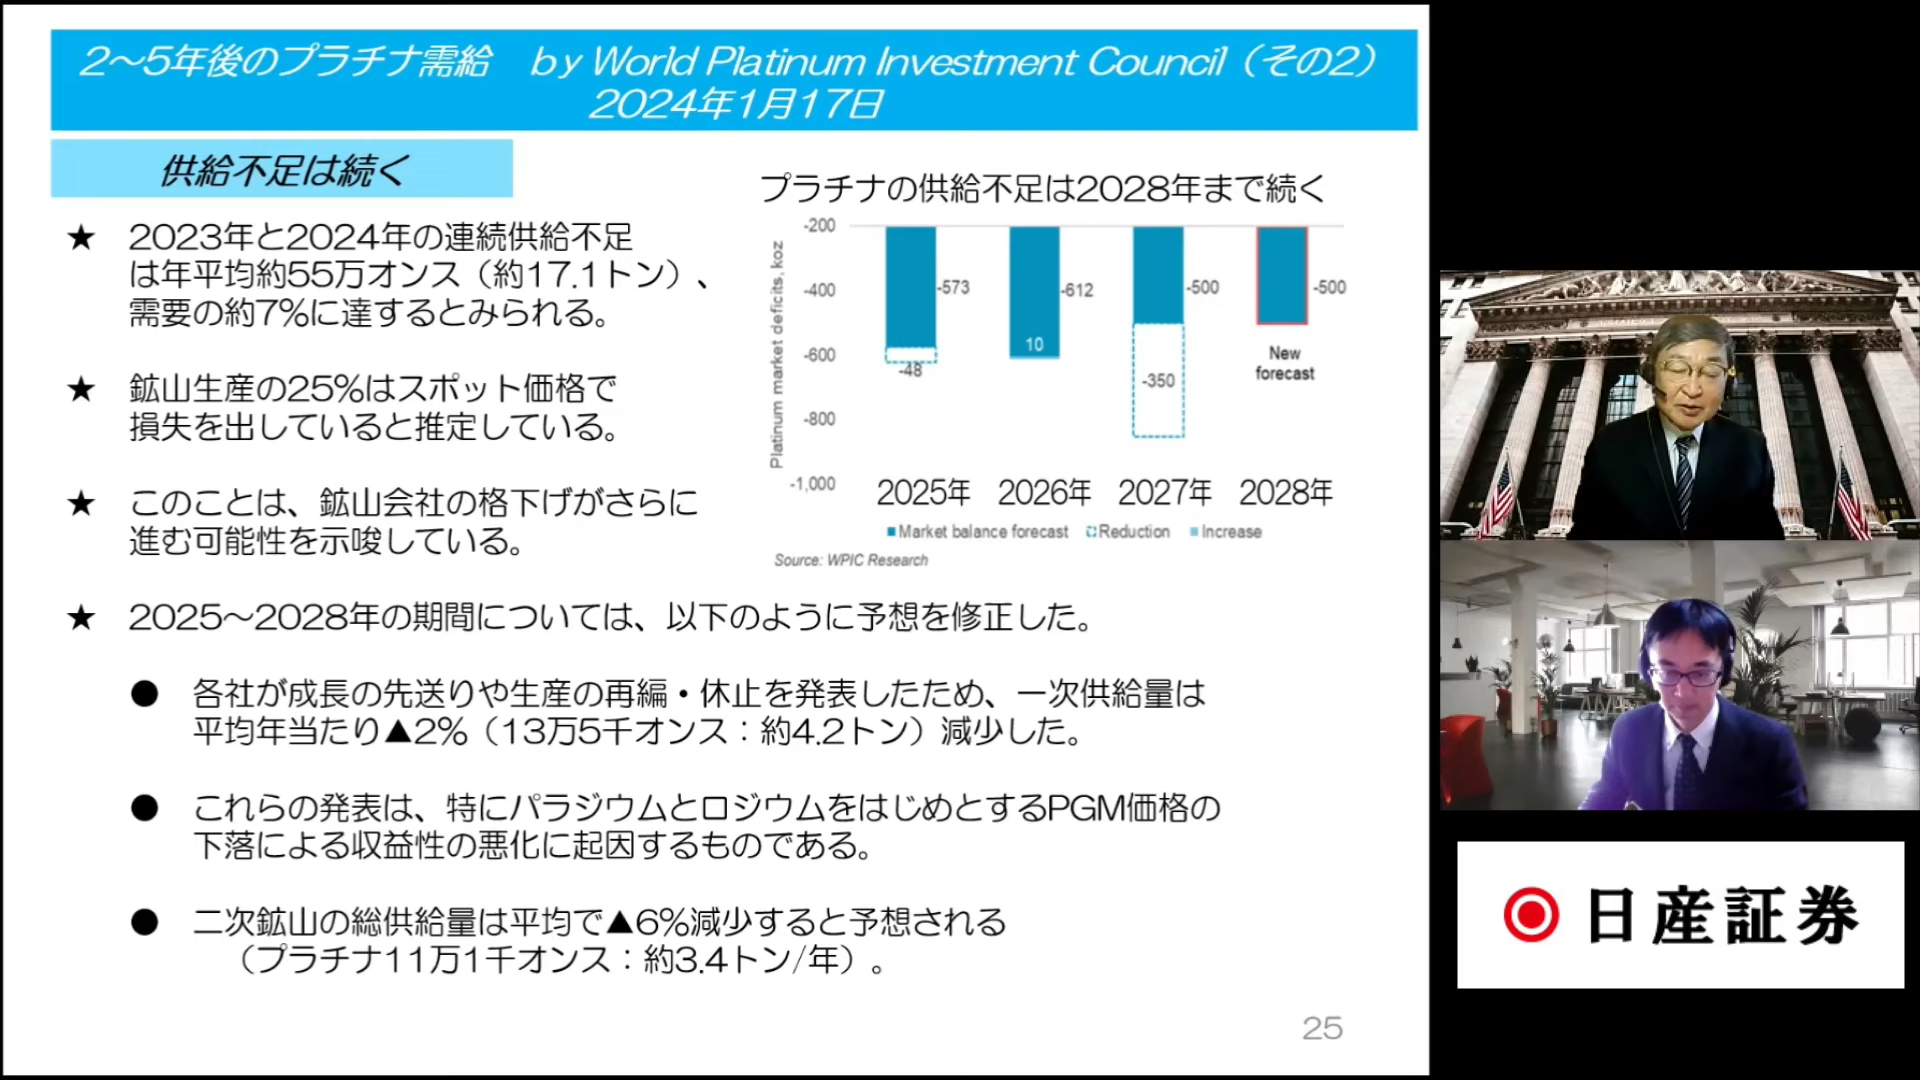 2～5年後のプラチナ需給 by World Platinum Investment Council（その2）
2024年1月17日
供給不足は続く
★ 2023年と2024年の連続供給不足
は年平均約55万オンス（約17.1トン）、
需要の約7%に達するとみられる。
★ 鉱山生産の25%はスポット価格で
損失を出していると推定している。
★ このことは、鉱山会社の格下げがさらに
進む可能性を示唆している。
プラチナの供給不足は2028年まで続く
Platinum market deficits, koz
-200
-400
-600
-800
-1,000
-573
-48
-612
10
-500
-350
-500
New
forecast
2025年 2026年 2027年 2028年
Market balance forecast Reduction Increase
Source: WPIC Research
★ 2025～2028年の期間については、以下のように予想を修正した。
● 各社が成長の先送りや生産の再編・休止を発表したため、一次供給量は
平均年当たり▲2%（13万5千オンス：約4.2トン）減少した。
● これらの発表は、特にパラジウムとロジウムをはじめとするPGM価格の
下落による収益性の悪化に起因するものである。
● 二次鉱山の総供給量は平均で▲6%減少すると予想される
（プラチナ11万1千オンス：約3.4トン/年）。
25
日産証券